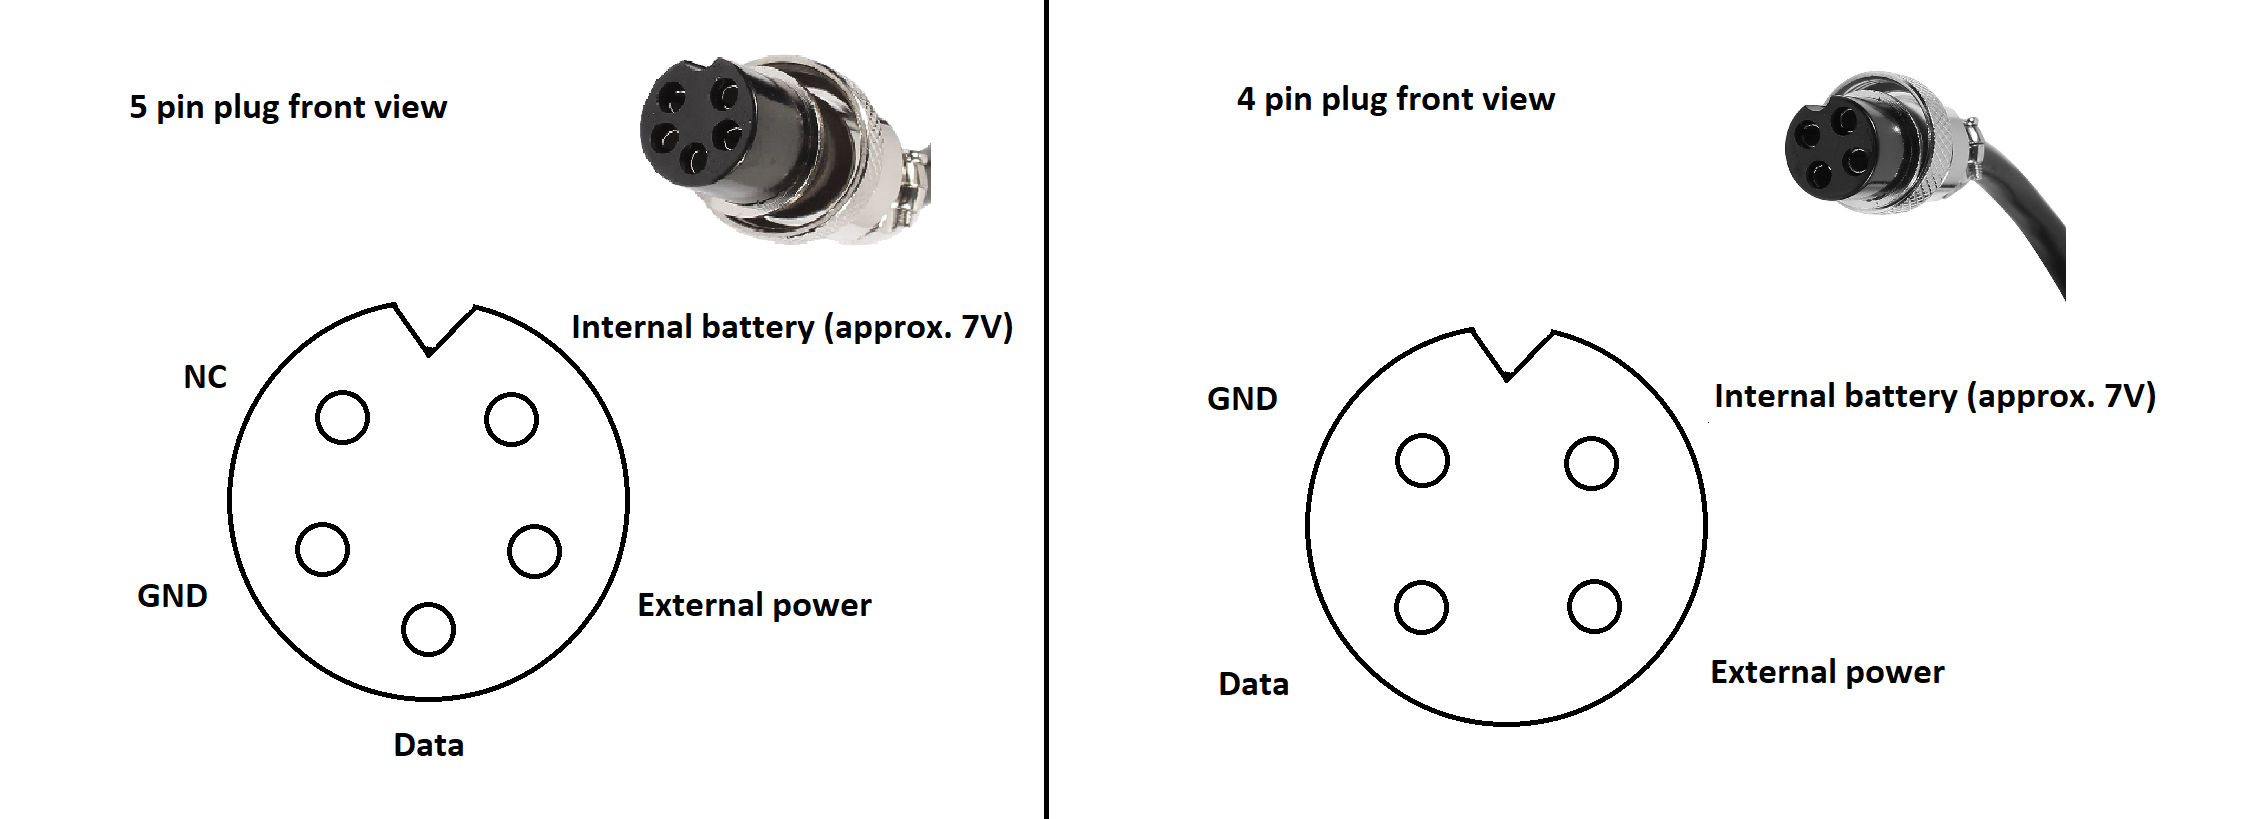 5 pin plug front view
Internal battery (approx. 7V)
NC
GND
External power
Data
4 pin plug front view
GND
Internal battery (approx. 7V)
Data
External power